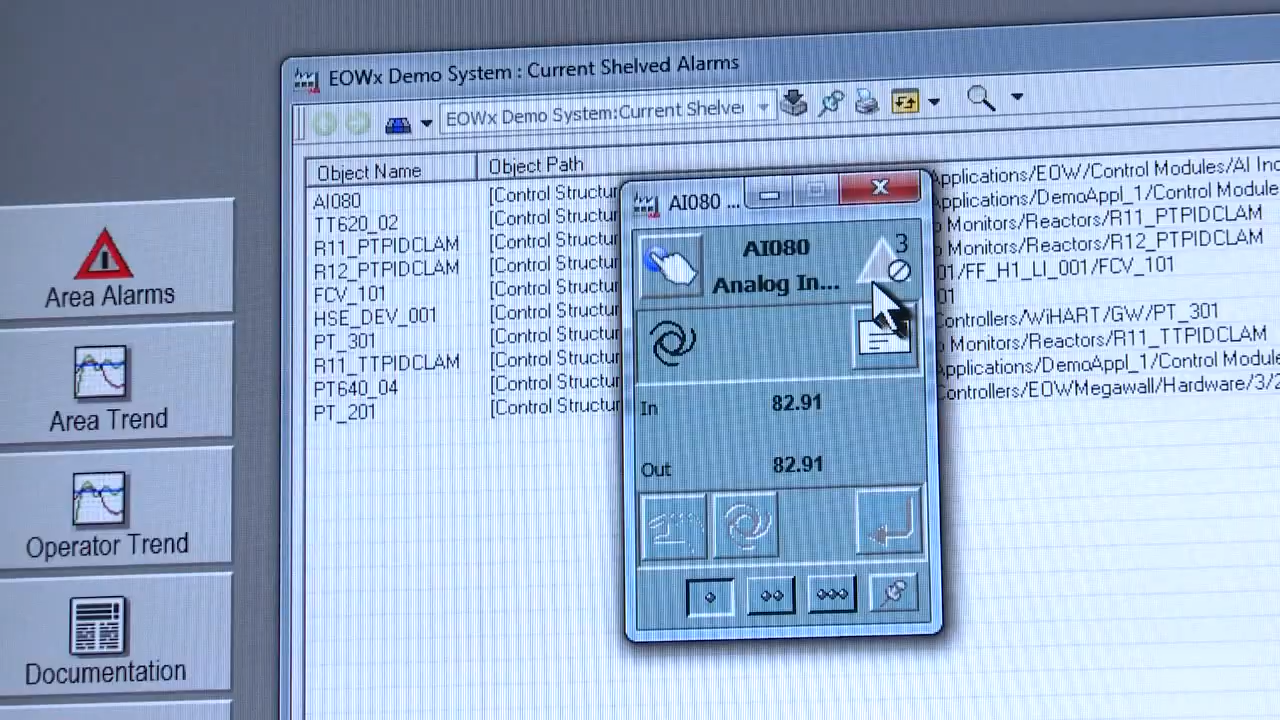 EOWx Demo System : Current Shelved Alarms
EOWx Demo System:Current Shelve
Object Name
Object Path
AI080
TT620_02
R11_PTPIDCLAM
R12_PTPIDCLAM
FCV_101
HSE_DEV_001
PT_301
R11_TTPIDCLAM
PT640_04
PT_201
[Control Structur
[Control Structur
[Control Structur
[Control Structur
[Control Structur
[Control Structur
[Control Structur
[Control Structur
[Control Structur
[Control Structur
Applications/EOW/Control Modules/AI Inc
Applications/DemoAppl_1/Control Module
Monitors/Reactors/R11_PTPIDCLAM
Monitors/Reactors/R12_PTPIDCLAM
01/FF_H1_LI_001/FCV_101
01
Controllers/WiHART/GW/PT_301
Monitors/Reactors/R11_TTPIDCLAM
Applications/DemoAppl_1/Control Module
Controllers/EOWMegawall/Hardware/3/2
AI080 ...
AI080
Analog In...
3
In 82.91
Out 82.91
Area Alarms
Area Trend
Operator Trend
Documentation